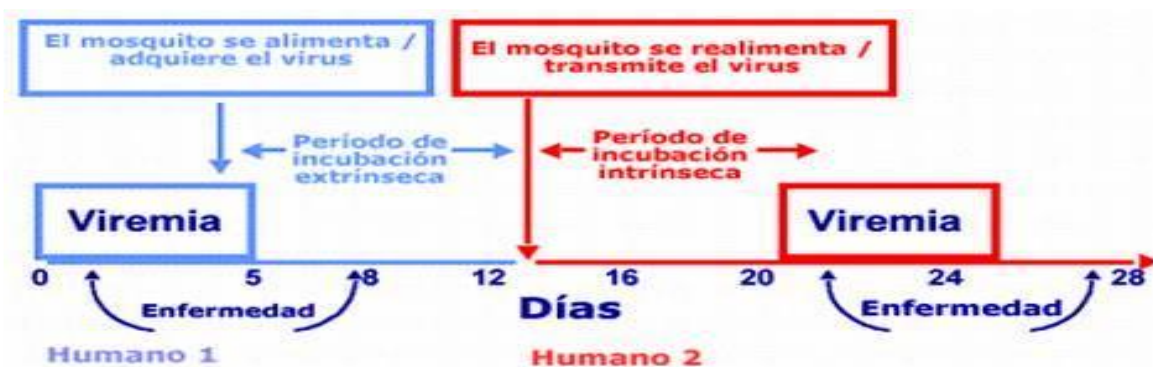 El mosquito se alimenta /
adquiere el virus
El mosquito se realimenta /
transmite el virus
Período de
incubación
extrínseca
Período de
incubación
intrínseca
Viremia
Viremia
0 5 8 12 16 20 24 28
Enfermedad
Días
Enfermedad
Humano 1
Humano 2